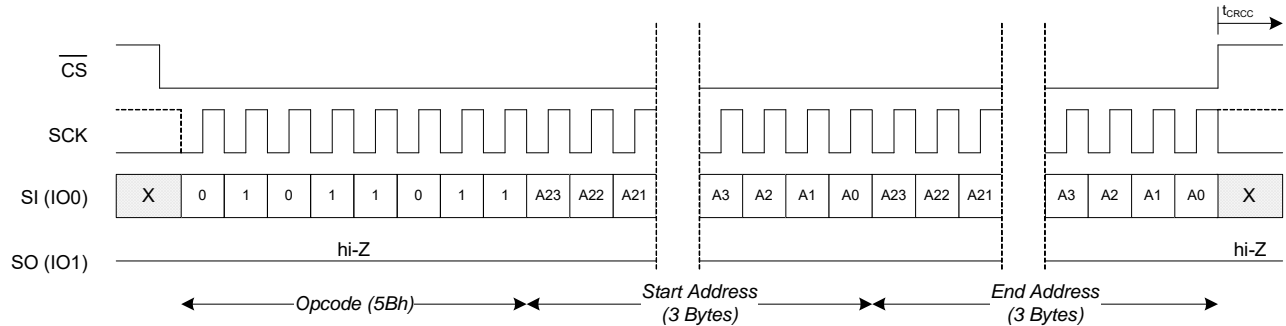 tCRCC
CS
SCK
SI (IO0) X 0 1 0 1 1 0 1 1 A23 A22 A21 A3 A2 A1 A0 A23 A22 A21 A3 A2 A1 A0 X
hi-Z hi-Z
SO (IO1)
Opcode (5Bh) Start Address End Address
(3 Bytes) (3 Bytes)